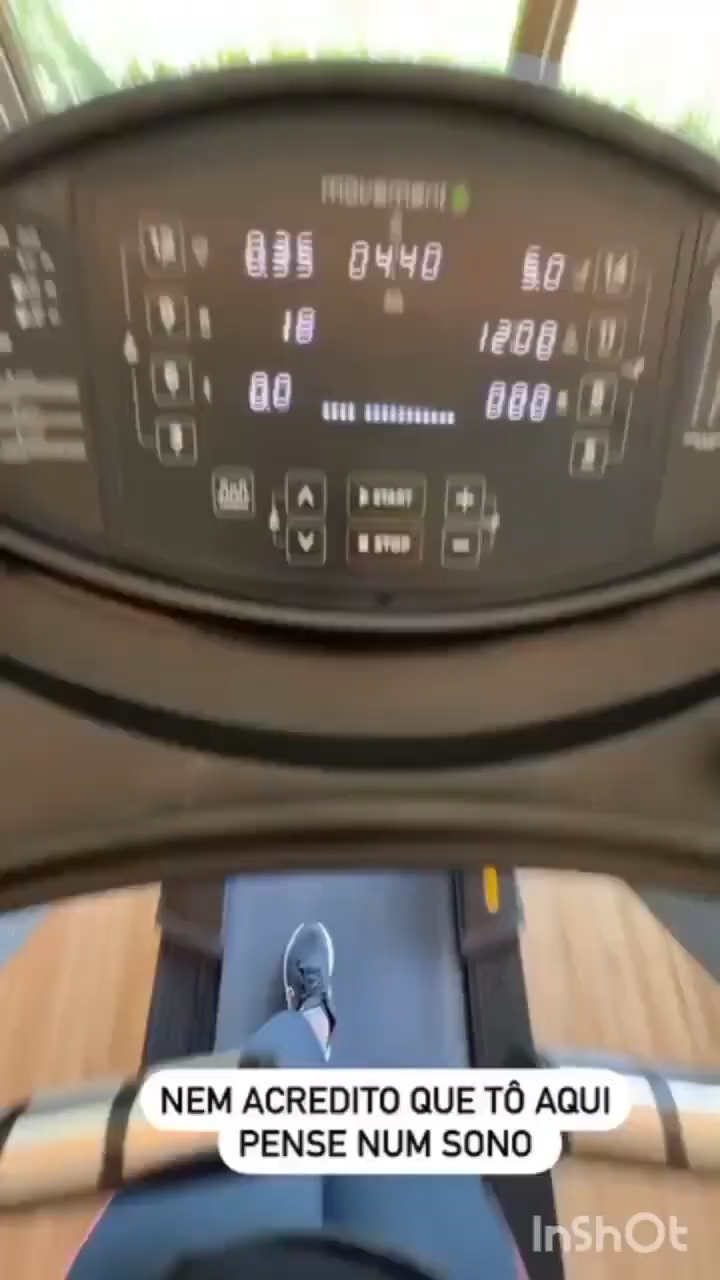 movement
0.35 04:40 5.0
18 1208
0.0 000
START
STOP
NEM ACREDITO QUE TÔ AQUI
PENSE NUM SONO
InShOt